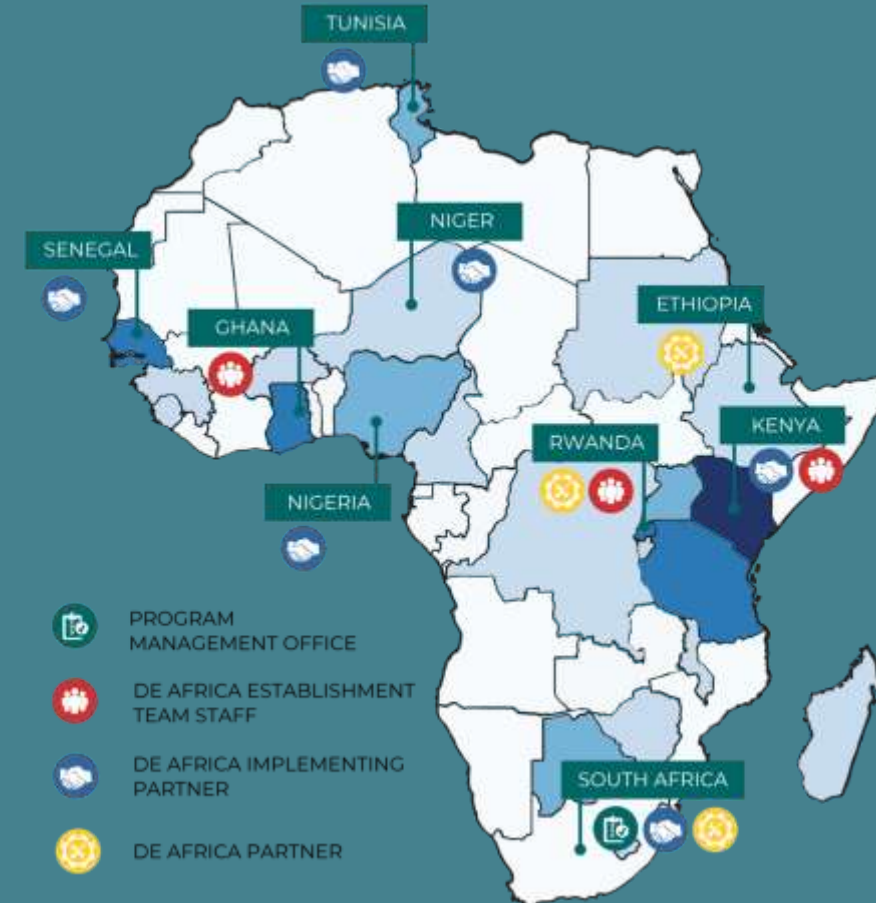 TUNISIA
NIGER
SENEGAL
ETHIOPIA
GHANA
KENYA
RWANDA
NIGERIA
PROGRAM
MANAGEMENT OFFICE
DE AFRICA ESTABLISHMENT
TEAM STAFF
DE AFRICA IMPLEMENTING
PARTNER
SOUTH AFRICA
DE AFRICA PARTNER